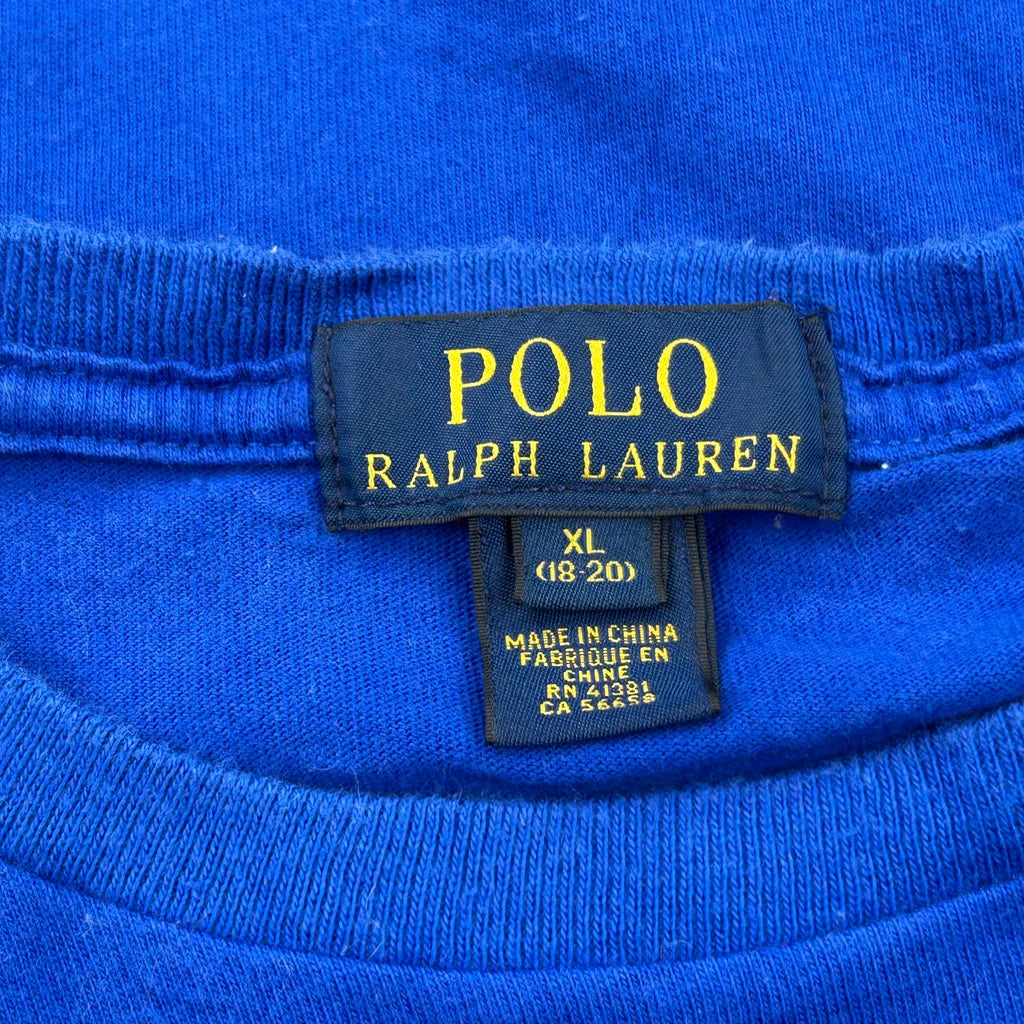 POLO
RALPH LAUREN
XL
(18-20)
MADE IN CHINA
FABRIQUE EN
CHINE
RN 41381
CA 56658